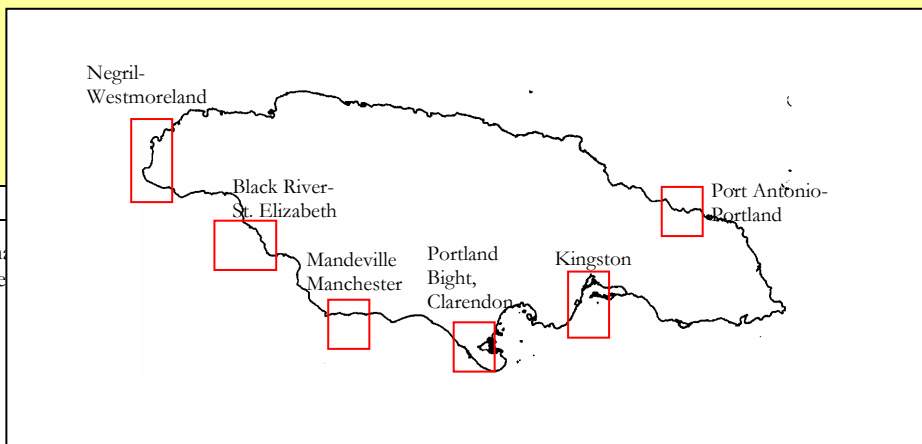 Negril-
Westmoreland
Black River-
St. Elizabeth
Port Antonio-
Portland
Mandeville
Manchester
Portland
Bight,
Clarendon
Kingston